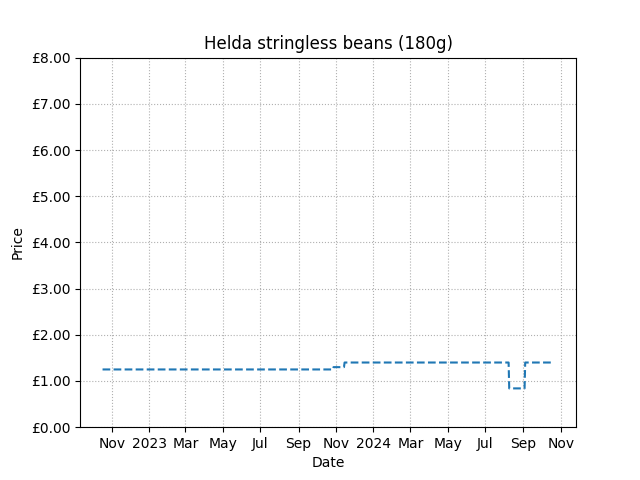 Helda stringless beans (180g)
£8.00
£7.00
£6.00
£5.00
£4.00
£3.00
£2.00
£1.00
£0.00
Price
Nov 2023 Mar May Jul Sep Nov 2024 Mar May Jul Sep Nov
Date